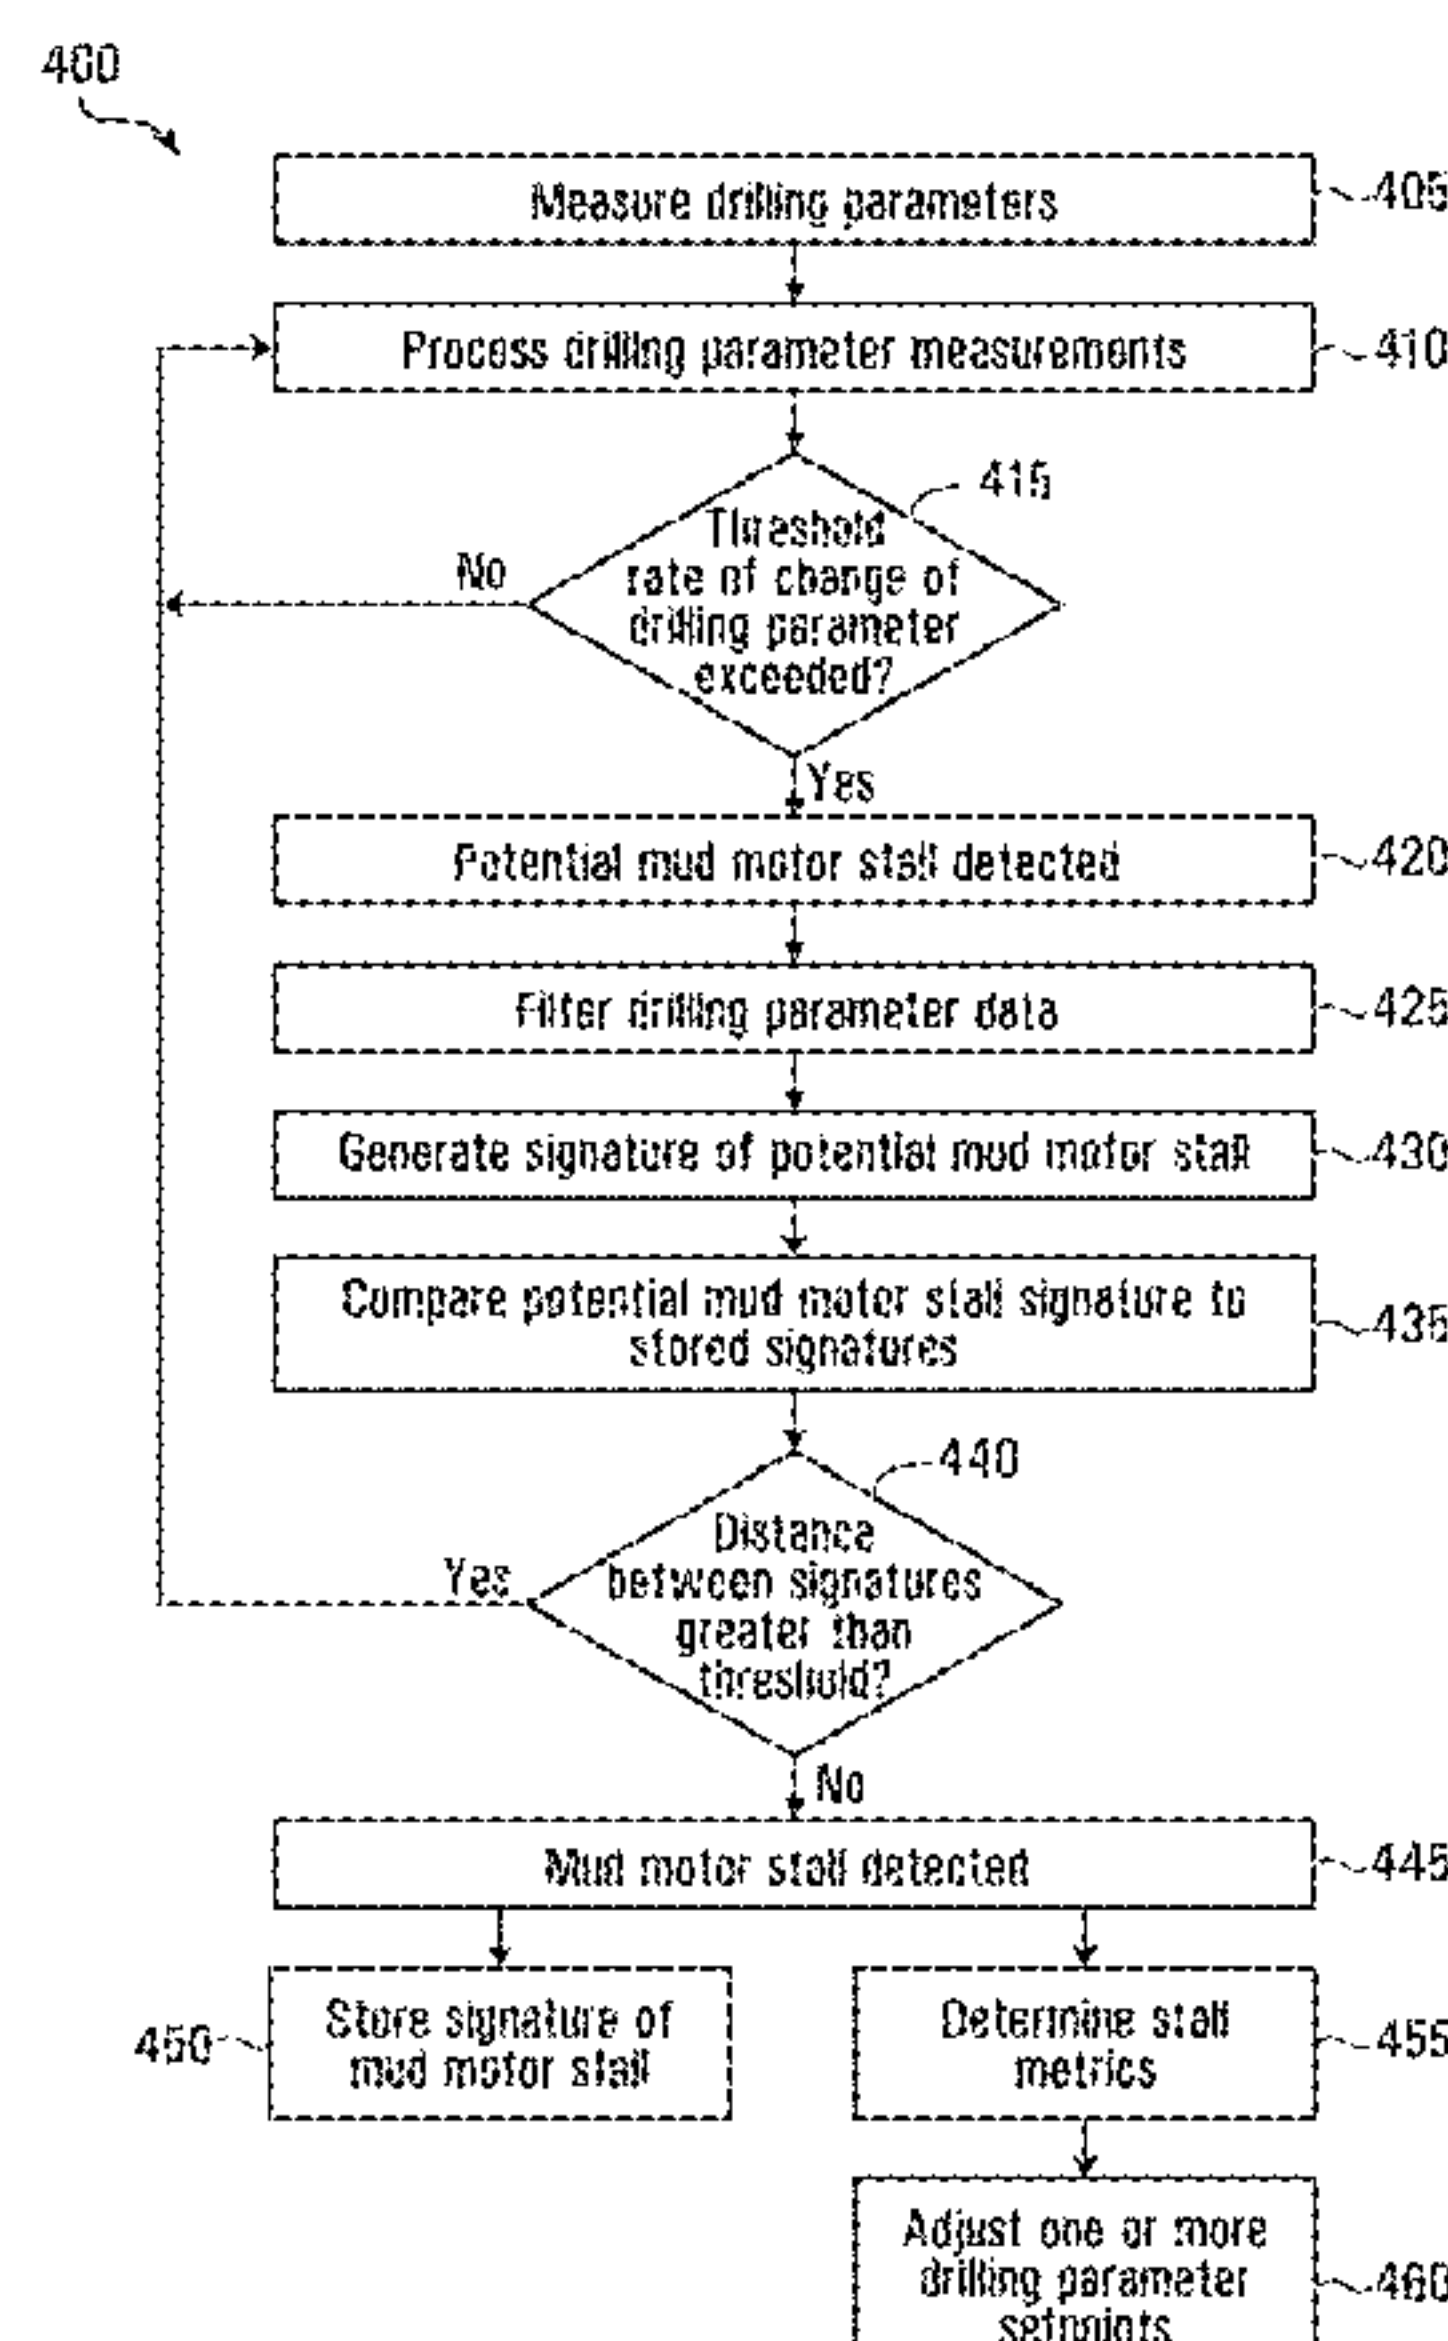 400
Measure drilling parameters
405
Process drilling parameter measurements
410
415
Threshold
rate of change of
drilling parameter
exceeded?
No
Yes
Potential mud motor stall detected
420
Filter drilling parameter data
425
Generate signature of potential mud motor stall
430
Compare potential mud motor stall signature to
stored signatures
435
440
Distance
between signatures
greater than
threshold?
Yes
No
Mud motor stall detected
445
Store signature of
mud motor stall
450
Determine stall
metrics
455
Adjust one or more
drilling parameter
setpoints
460